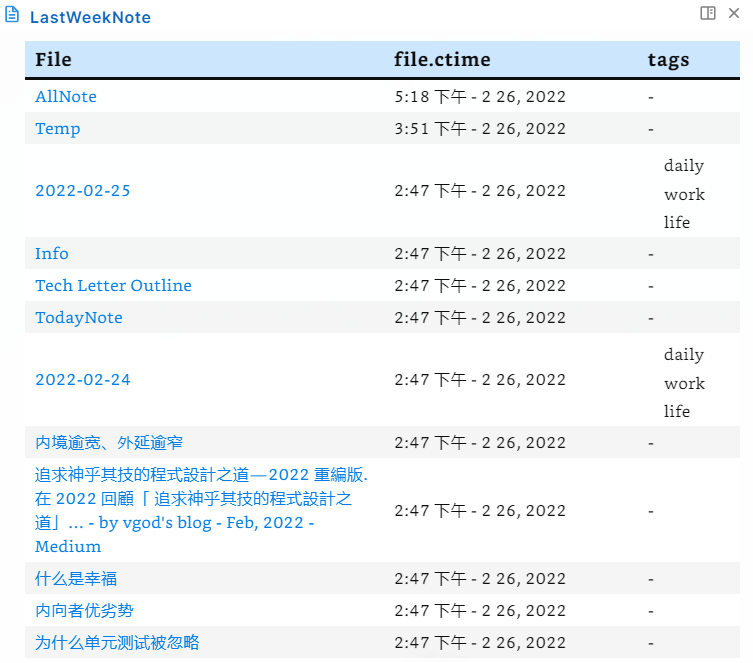 LastWeekNote
File file.ctime tags
AllNote 5:18 下午 - 2 26, 2022 -
Temp 3:51 下午 - 2 26, 2022 -
2022-02-25 2:47 下午 - 2 26, 2022 daily
work
life
Info 2:47 下午 - 2 26, 2022 -
Tech Letter Outline 2:47 下午 - 2 26, 2022 -
TodayNote 2:47 下午 - 2 26, 2022 -
2022-02-24 2:47 下午 - 2 26, 2022 daily
work
life
内境逾宽、外延逾窄 2:47 下午 - 2 26, 2022 -
追求神乎其技的程式設計之道—2022 重編版.
在 2022 回顧「 追求神乎其技的程式設計之
道」... - by vgod's blog - Feb, 2022 -
Medium 2:47 下午 - 2 26, 2022 -
什么是幸福 2:47 下午 - 2 26, 2022 -
内向者优劣势 2:47 下午 - 2 26, 2022 -
为什么单元测试被忽略 2:47 下午 - 2 26, 2022 -